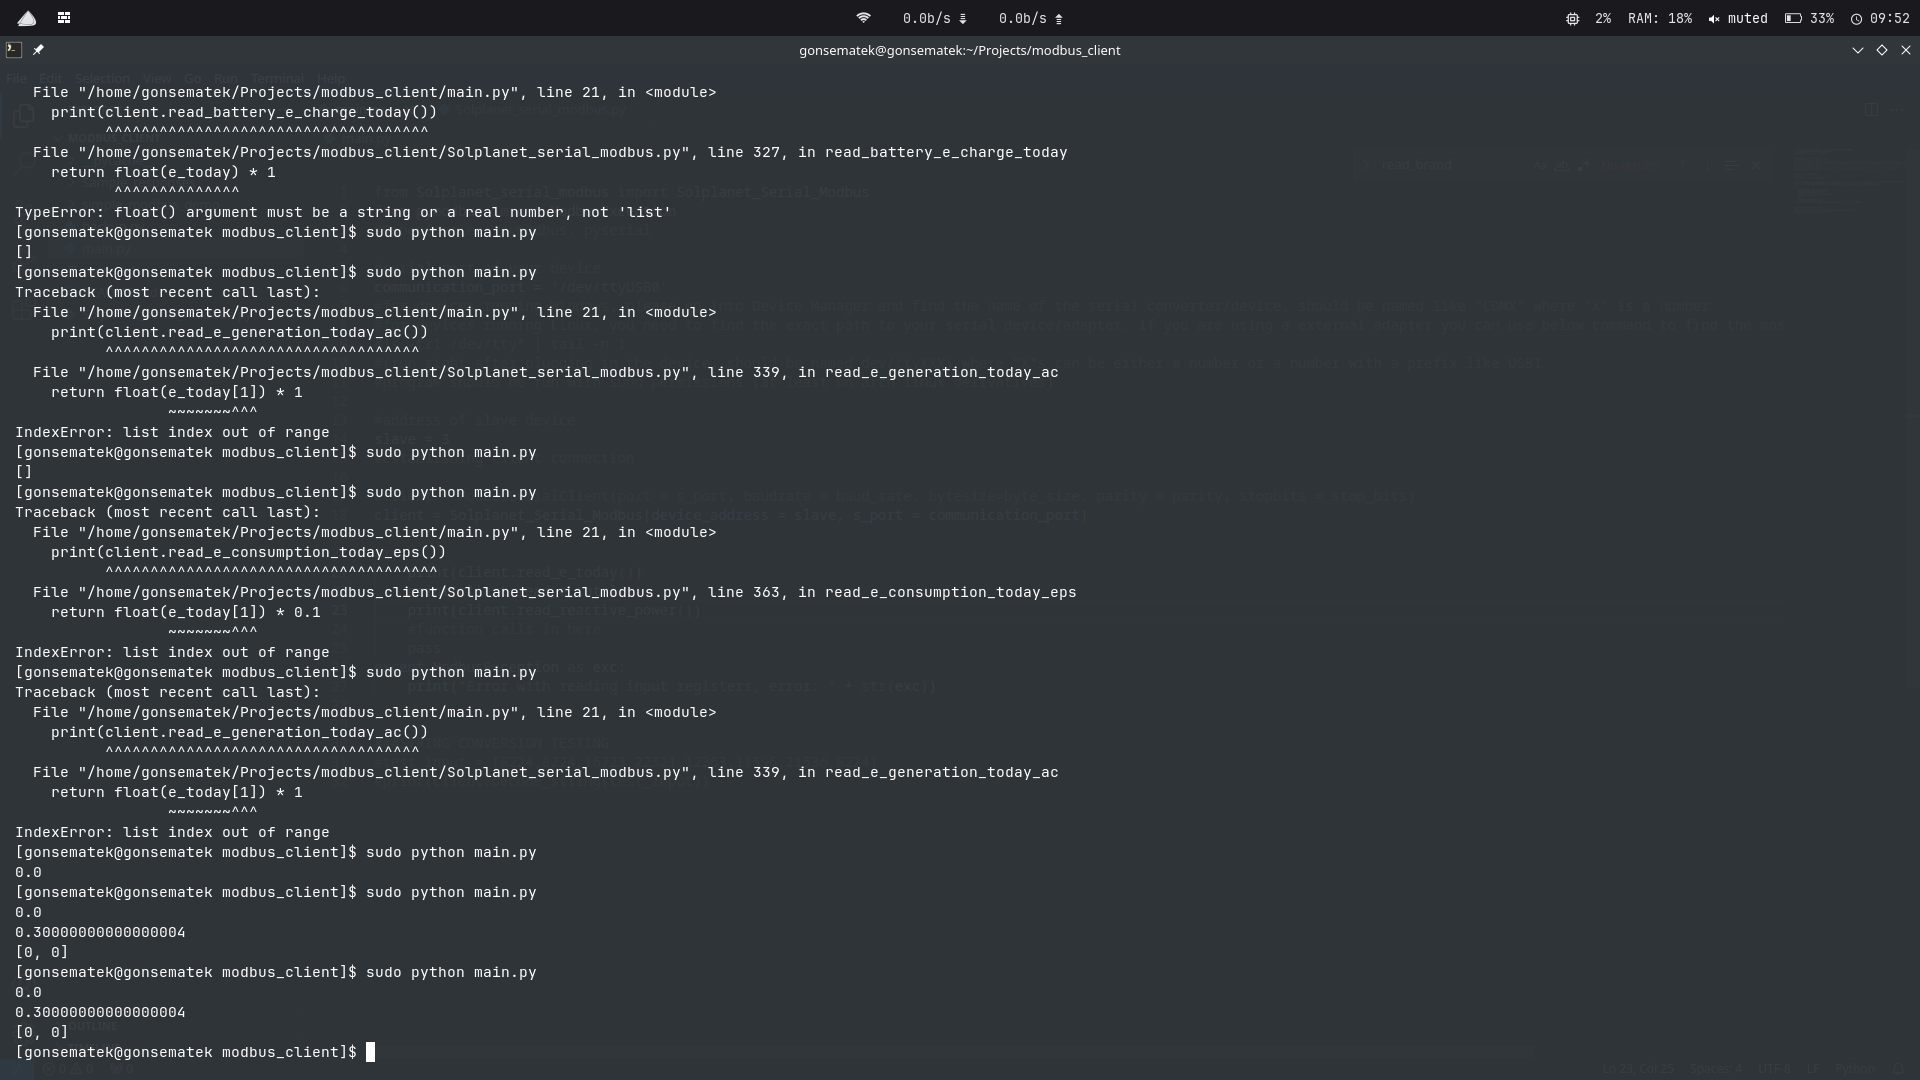 0.0b/s 0.0b/s 2% RAM: 18% muted 33% 09:52
gonsematek@gonsematek:~/Projects/modbus_client
File Edit Selection View Go Run Terminal Help
File "/home/gonsematek/Projects/modbus_client/main.py", line 21, in <module>
print(client.read_battery_e_charge_today())
^^^^^^^^^^^^^^^^^^^^^^^^^^^^^^^^^^^^
File "/home/gonsematek/Projects/modbus_client/Solplanet_serial_modbus.py", line 327, in read_battery_e_charge_today
return float(e_today) * 1
^^^^^^^^^^^^^^
TypeError: float() argument must be a string or a real number, not 'list'
[gonsematek@gonsematek modbus_client]$ sudo python main.py
[]
[gonsematek@gonsematek modbus_client]$ sudo python main.py
Traceback (most recent call last):
File "/home/gonsematek/Projects/modbus_client/main.py", line 21, in <module>
print(client.read_e_generation_today_ac())
^^^^^^^^^^^^^^^^^^^^^^^^^^^^^^^^^^^
File "/home/gonsematek/Projects/modbus_client/Solplanet_serial_modbus.py", line 339, in read_e_generation_today_ac
return float(e_today[1]) * 1
~~~~~~~^^^
IndexError: list index out of range
[gonsematek@gonsematek modbus_client]$ sudo python main.py
[]
[gonsematek@gonsematek modbus_client]$ sudo python main.py
Traceback (most recent call last):
File "/home/gonsematek/Projects/modbus_client/main.py", line 21, in <module>
print(client.read_e_consumption_today_eps())
^^^^^^^^^^^^^^^^^^^^^^^^^^^^^^^^^^^^^
File "/home/gonsematek/Projects/modbus_client/Solplanet_serial_modbus.py", line 363, in read_e_consumption_today_eps
return float(e_today[1]) * 0.1
~~~~~~~^^^
IndexError: list index out of range
[gonsematek@gonsematek modbus_client]$ sudo python main.py
Traceback (most recent call last):
File "/home/gonsematek/Projects/modbus_client/main.py", line 21, in <module>
print(client.read_e_generation_today_ac())
^^^^^^^^^^^^^^^^^^^^^^^^^^^^^^^^^^^
File "/home/gonsematek/Projects/modbus_client/Solplanet_serial_modbus.py", line 339, in read_e_generation_today_ac
return float(e_today[1]) * 1
~~~~~~~^^^
IndexError: list index out of range
[gonsematek@gonsematek modbus_client]$ sudo python main.py
0.0
[gonsematek@gonsematek modbus_client]$ sudo python main.py
0.0
0.30000000000000004
[0, 0]
[gonsematek@gonsematek modbus_client]$ sudo python main.py
0.0
0.30000000000000004
[0, 0]
[gonsematek@gonsematek modbus_client]$